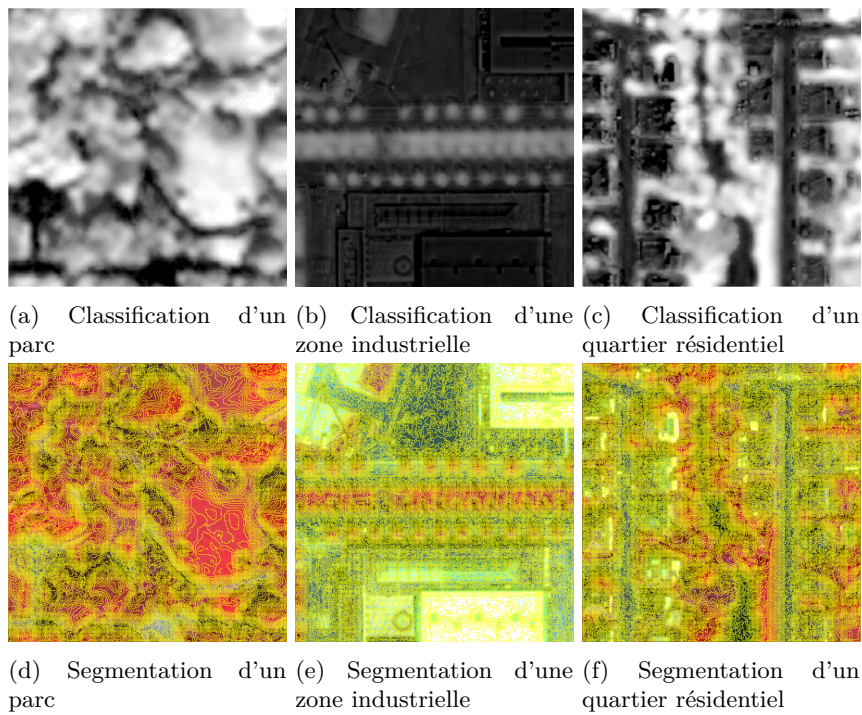 (a) Classification d'un parc
(b) Classification d'une zone industrielle
(c) Classification d'un quartier résidentiel
(d) Segmentation d'un parc
(e) Segmentation d'une zone industrielle
(f) Segmentation d'un quartier résidentiel